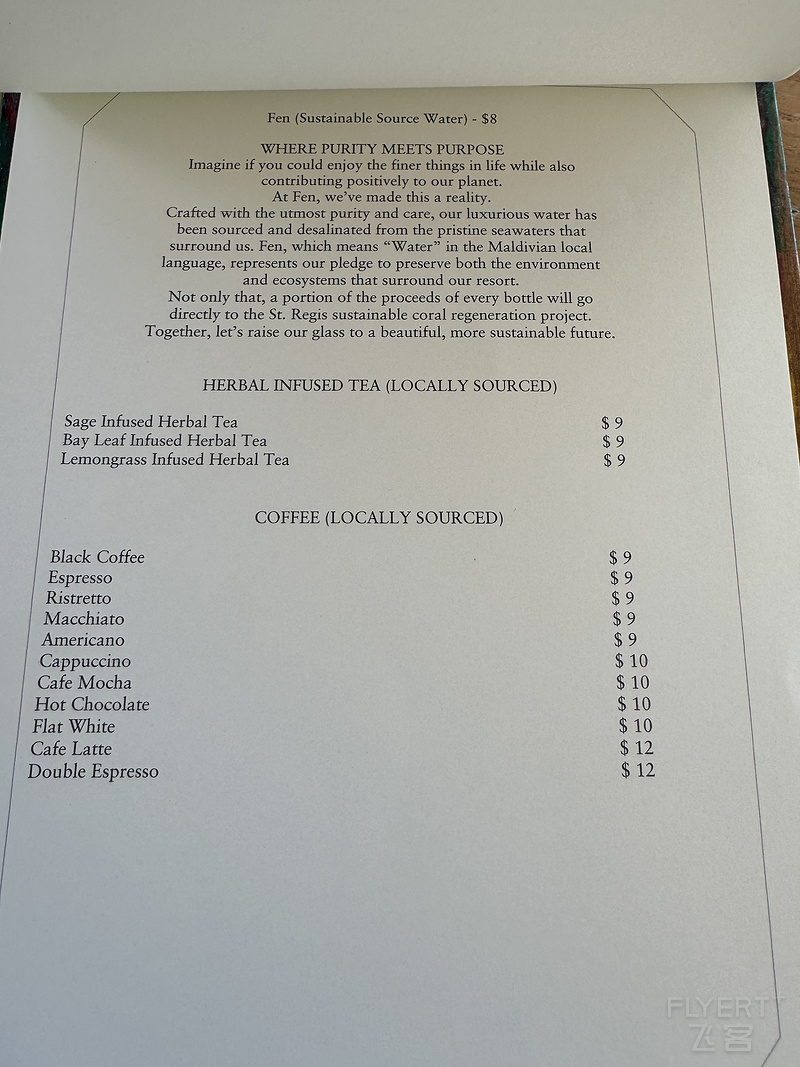 Fen (Sustainable Source Water) - $8
WHERE PURITY MEETS PURPOSE
Imagine if you could enjoy the finer things in life while also
contributing positively to our planet.
At Fen, we've made this a reality.
Crafted with the utmost purity and care, our luxurious water has
been sourced and desalinated from the pristine seawaters that
surround us. Fen, which means “Water” in the Maldivian local
language, represents our pledge to preserve both the environment
and ecosystems that surround our resort.
Not only that, a portion of the proceeds of every bottle will go
directly to the St. Regis sustainable coral regeneration project.
Together, let's raise our glass to a beautiful, more sustainable future.
HERBAL INFUSED TEA (LOCALLY SOURCED)
Sage Infused Herbal Tea $ 9
Bay Leaf Infused Herbal Tea $ 9
Lemongrass Infused Herbal Tea $ 9
COFFEE (LOCALLY SOURCED)
Black Coffee $ 9
Espresso $ 9
Ristretto $ 9
Macchiato $ 9
Americano $ 9
Cappuccino $ 10
Cafe Mocha $ 10
Hot Chocolate $ 10
Flat White $ 10
Cafe Latte $ 12
Double Espresso $ 12
FLYERT
飞客